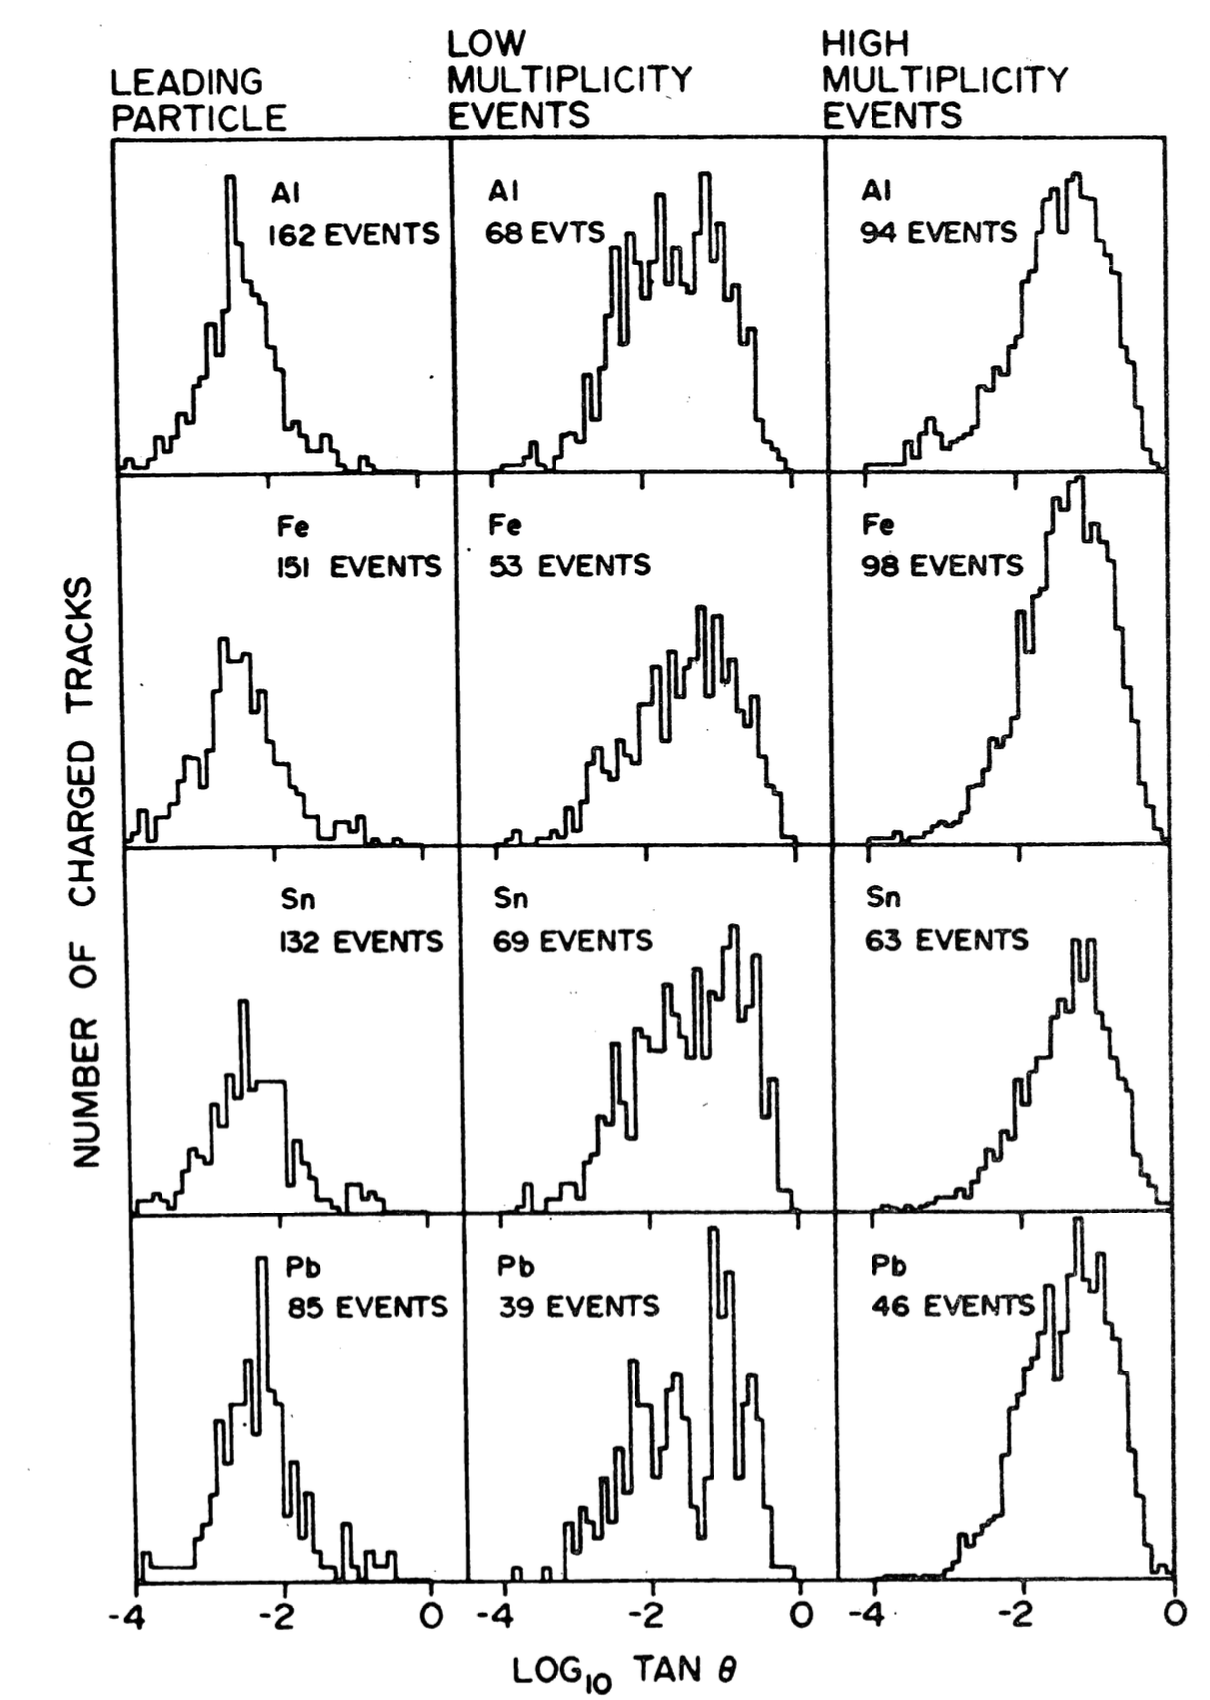 LEADING
PARTICLE
LOW
MULTIPLICITY
EVENTS
HIGH
MULTIPLICITY
EVENTS
Al
162 EVENTS
Al
68 EVTS
Al
94 EVENTS
Fe
151 EVENTS
Fe
53 EVENTS
Fe
98 EVENTS
Sn
132 EVENTS
Sn
69 EVENTS
Sn
63 EVENTS
Pb
85 EVENTS
Pb
39 EVENTS
Pb
46 EVENTS
NUMBER OF CHARGED TRACKS
-4 -2 0 -4 -2 0 -4 -2 0
LOG₁₀ TAN θ